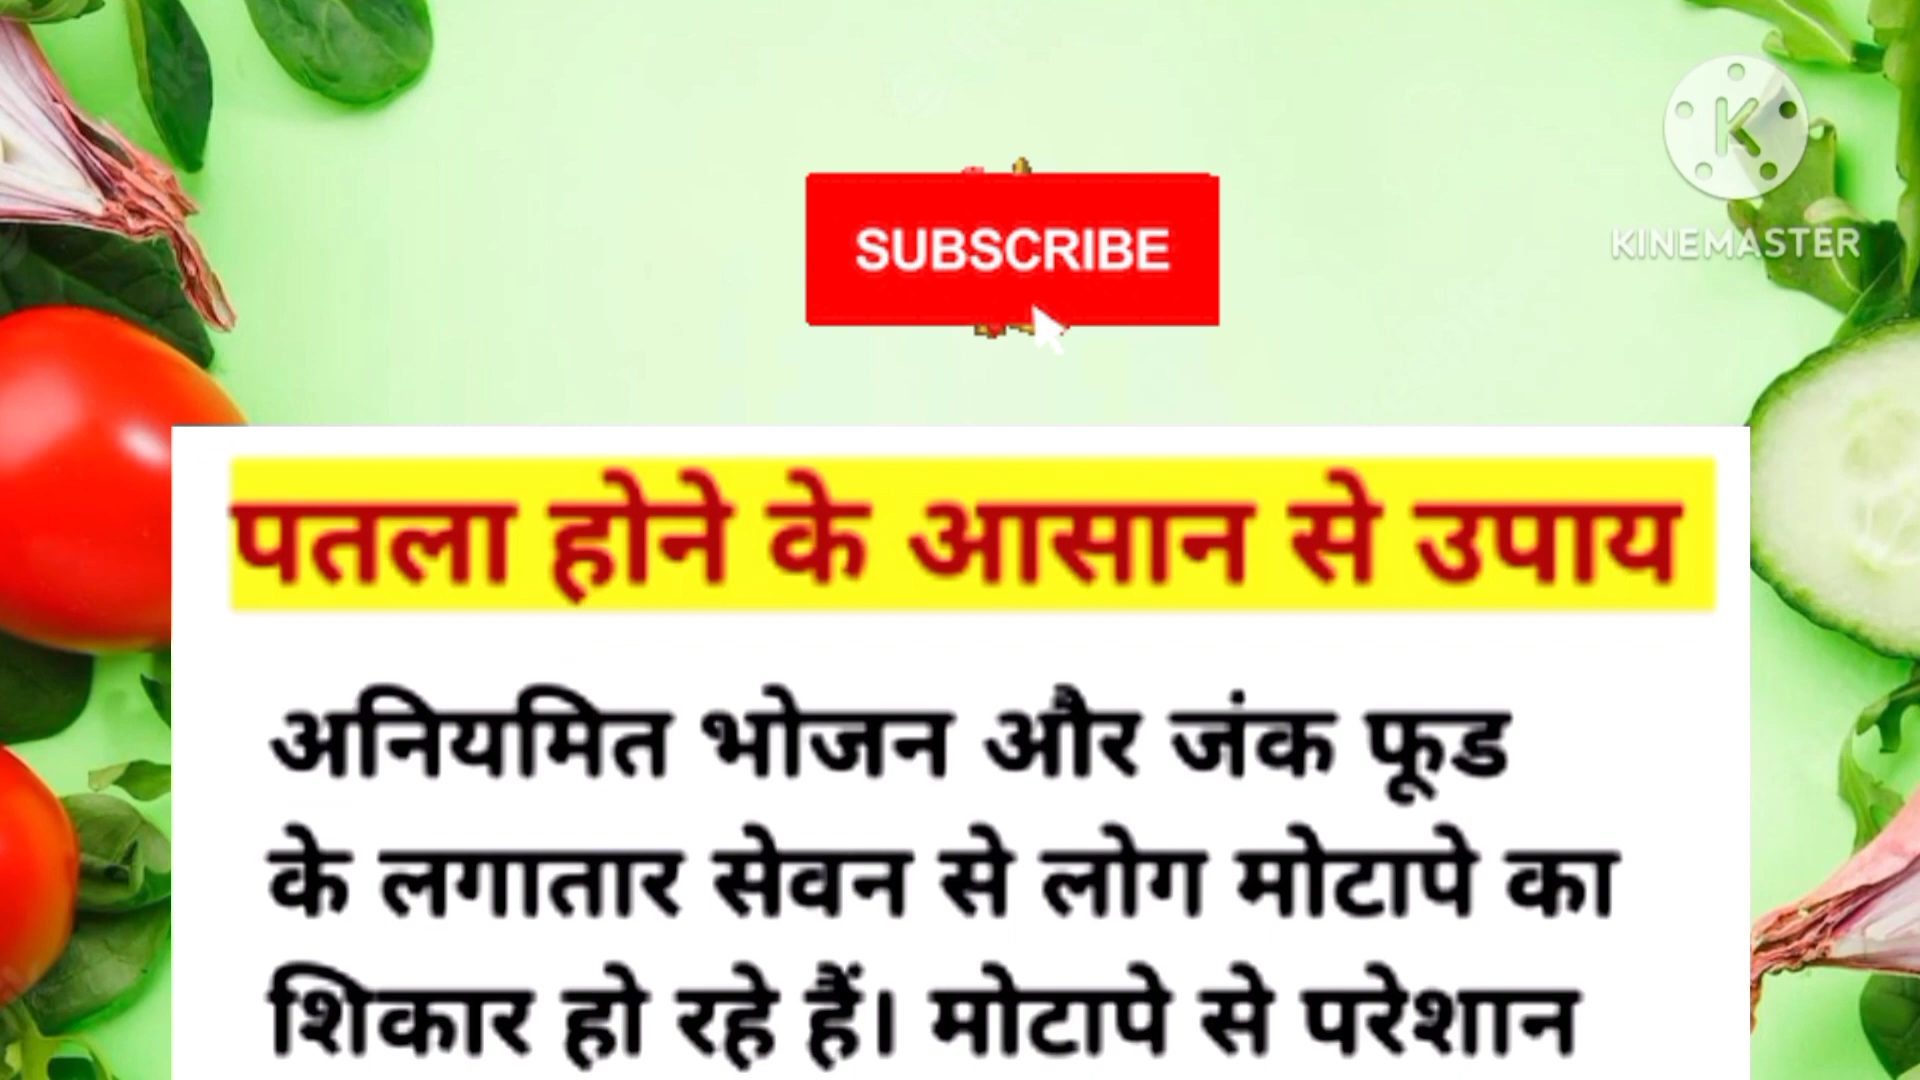 SUBSCRIBE
KINEMASTER
पतला होने के आसान से उपाय
अनियमित भोजन और जंक फूड
के लगातार सेवन से लोग मोटापे का
शिकार हो रहे हैं। मोटापे से परेशान